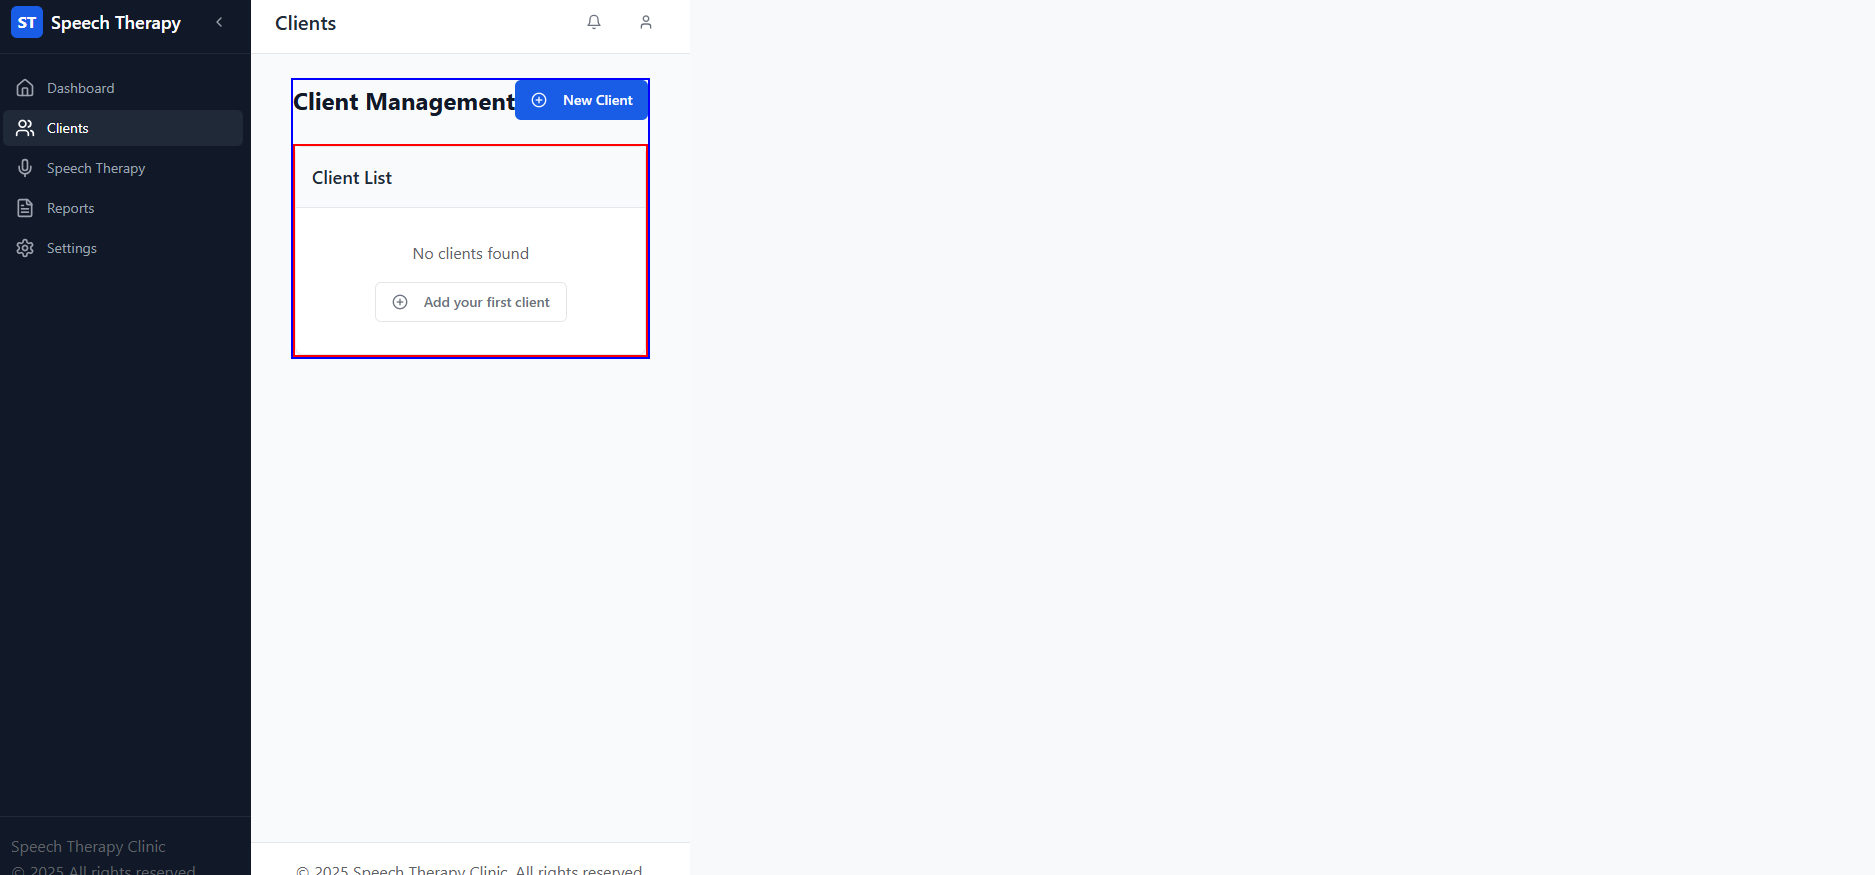 ST Speech Therapy
Dashboard
Clients
Speech Therapy
Reports
Settings
Speech Therapy Clinic
© 2025 All rights reserved
Clients
Client Management
New Client
Client List
No clients found
Add your first client
© 2025 Speech Therapy Clinic. All rights reserved